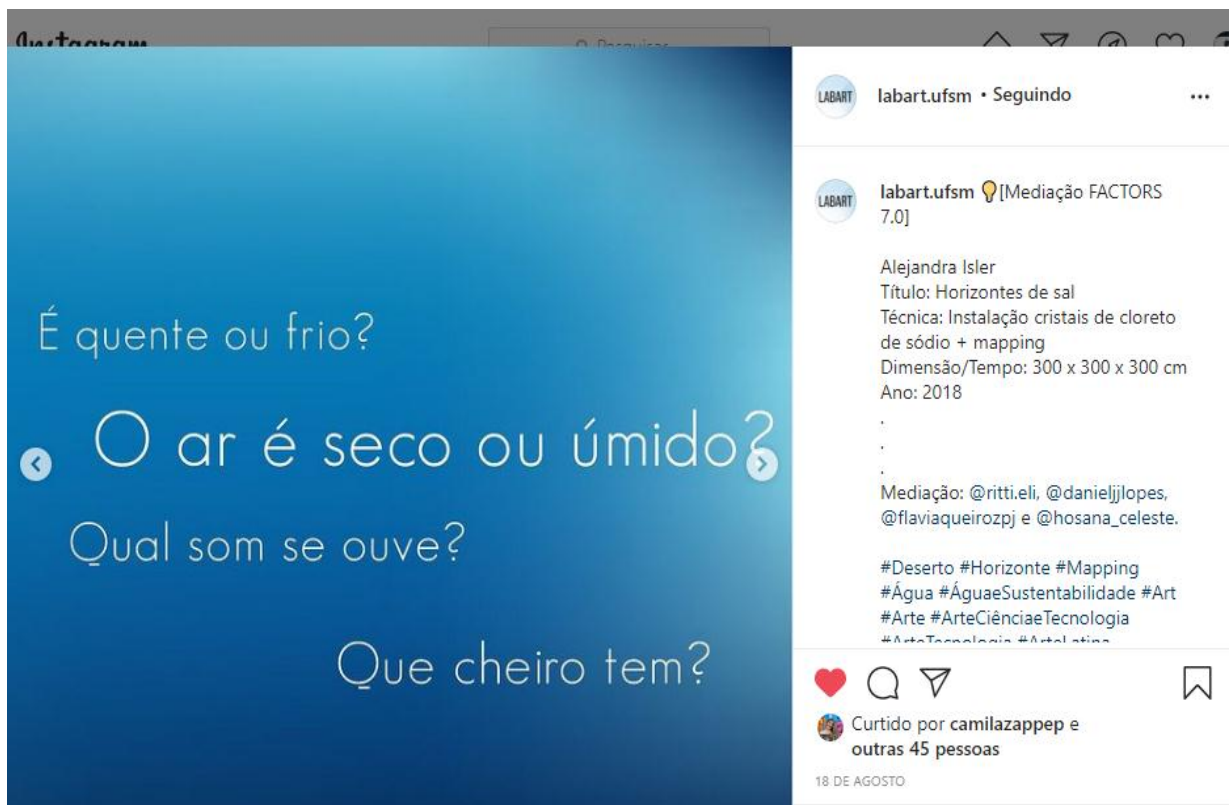 Instagram
Pesquisar
É quente ou frio?
O ar é seco ou úmido?
Qual som se ouve?
Que cheiro tem?
LABART
labart.ufsm • Seguindo
LABART
labart.ufsm 💡[Mediação FACTORS
7.0]
Alejandra Isler
Título: Horizontes de sal
Técnica: Instalação cristais de cloreto
de sódio + mapping
Dimensão/Tempo: 300 x 300 x 300 cm
Ano: 2018
.
.
.
Mediação: @ritti.eli, @danieljjlopes,
@flaviaqueirozpj e @hosana_celeste.
#Deserto #Horizonte #Mapping
#Água #ÁguaeSustentabilidade #Art
#Arte #ArteCiênciaeTecnologia
#ArteTecnologia #ArteLatina
Curtido por camilazappep e
outras 45 pessoas
18 DE AGOSTO